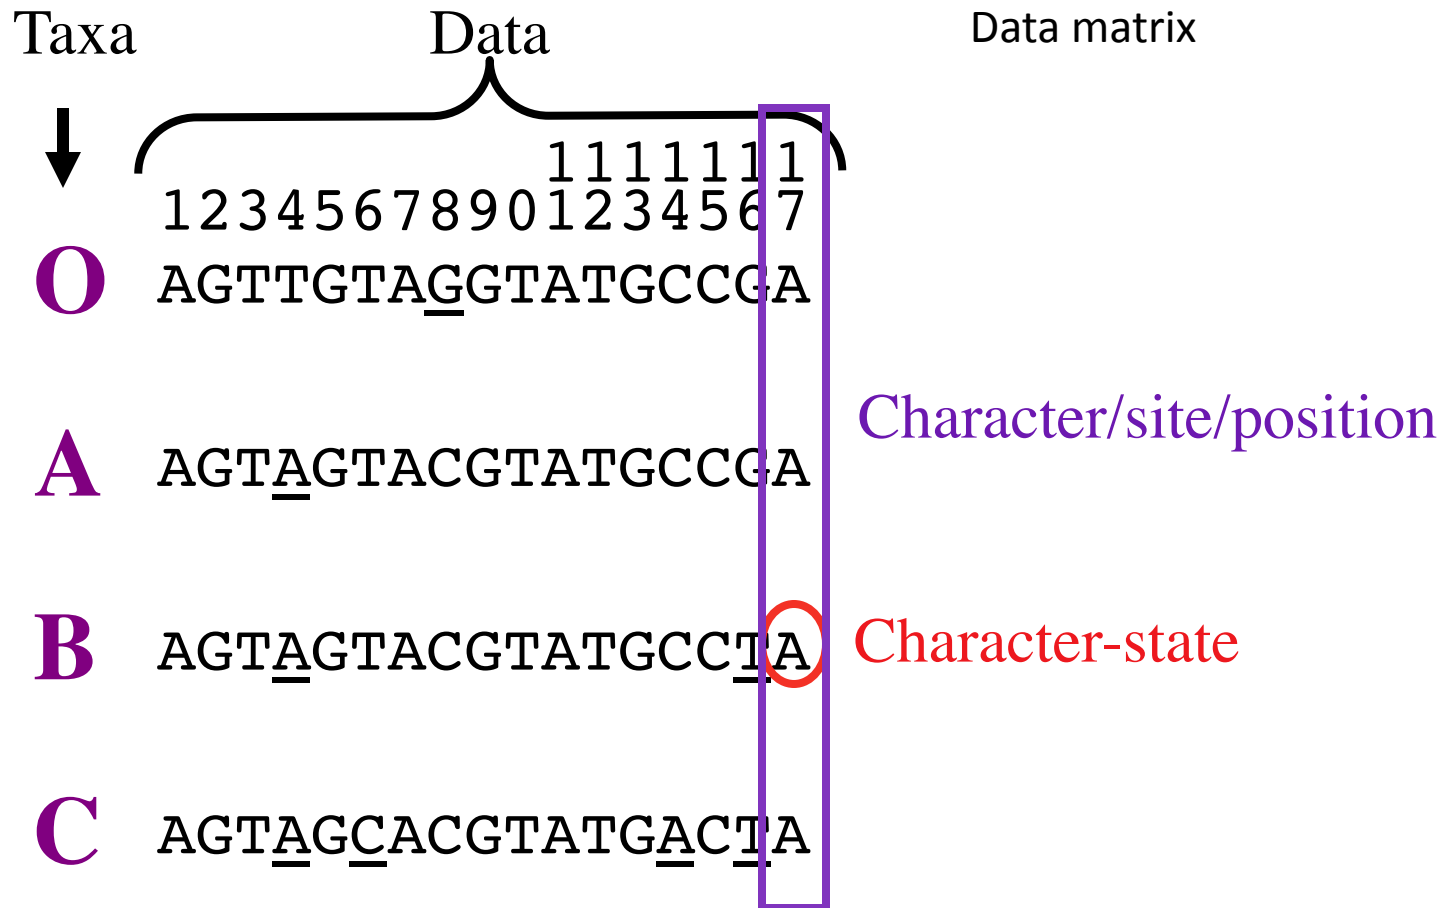 Taxa Data Data matrix
1111111
12345678901234567
O AGTTGTAGGTATGCCGA
Character/site/position
A AGTAGTACGTATGCCGA
B AGTAGTACGTATGCCTA Character-state
C AGTAGCACGTATGACTA